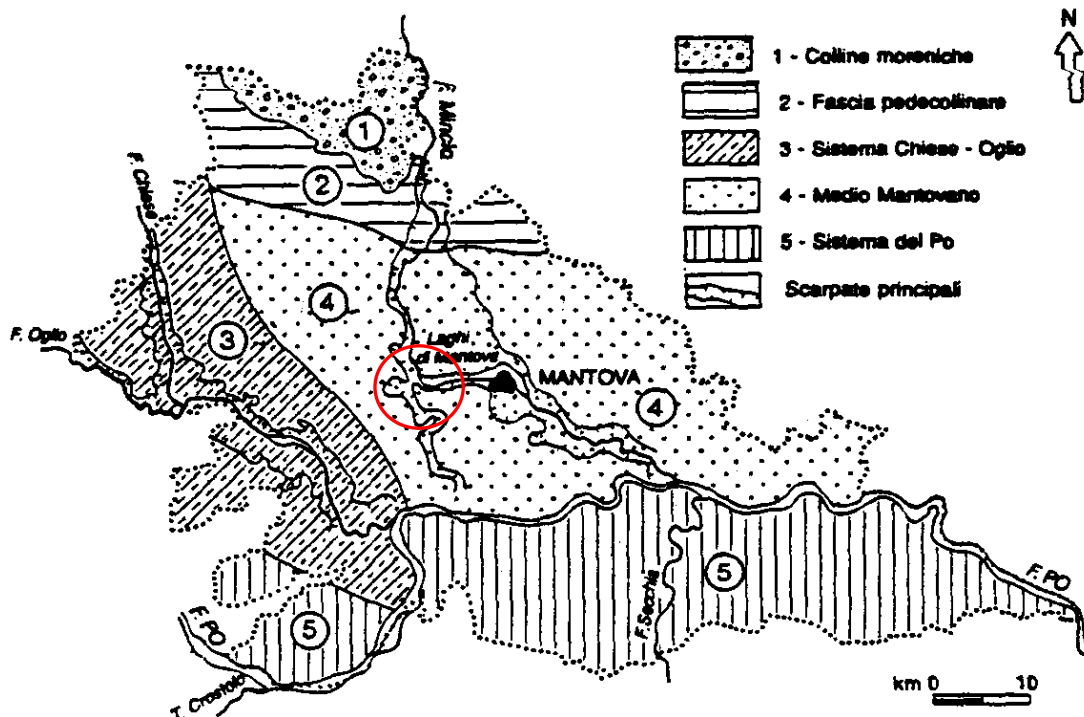 N
1 - Colline moreniche
2 - Fascia pedecollinare
3 - Sistema Chiese - Oglio
4 - Medio Mantovano
5 - Sistema del Po
Scarpate principali
F. Mincio
1
2
F. Chiese
4
3
F. Oglio
Laghi
di Mantova
MANTOVA
4
5
F. Secchia
F. PO
5
F. PO
T. Crostolo
km 0 10